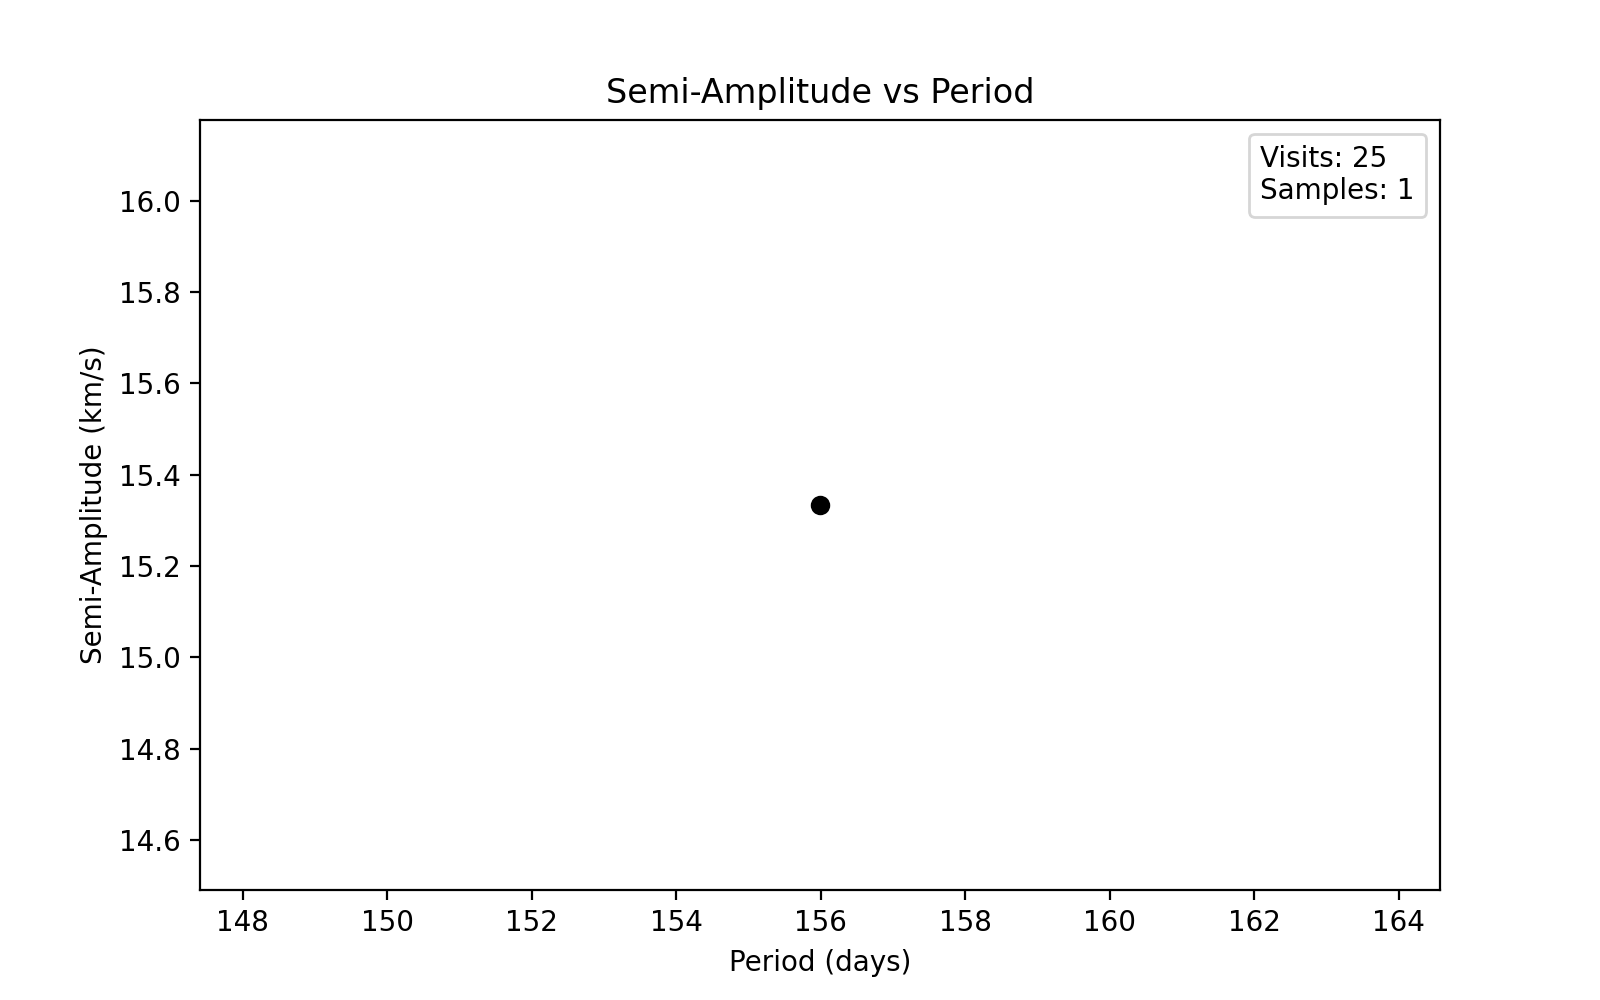 Semi-Amplitude vs Period
Visits: 25
Samples: 1
Semi-Amplitude (km/s)
16.0
15.8
15.6
15.4
15.2
15.0
14.8
14.6
148 150 152 154 156 158 160 162 164
Period (days)